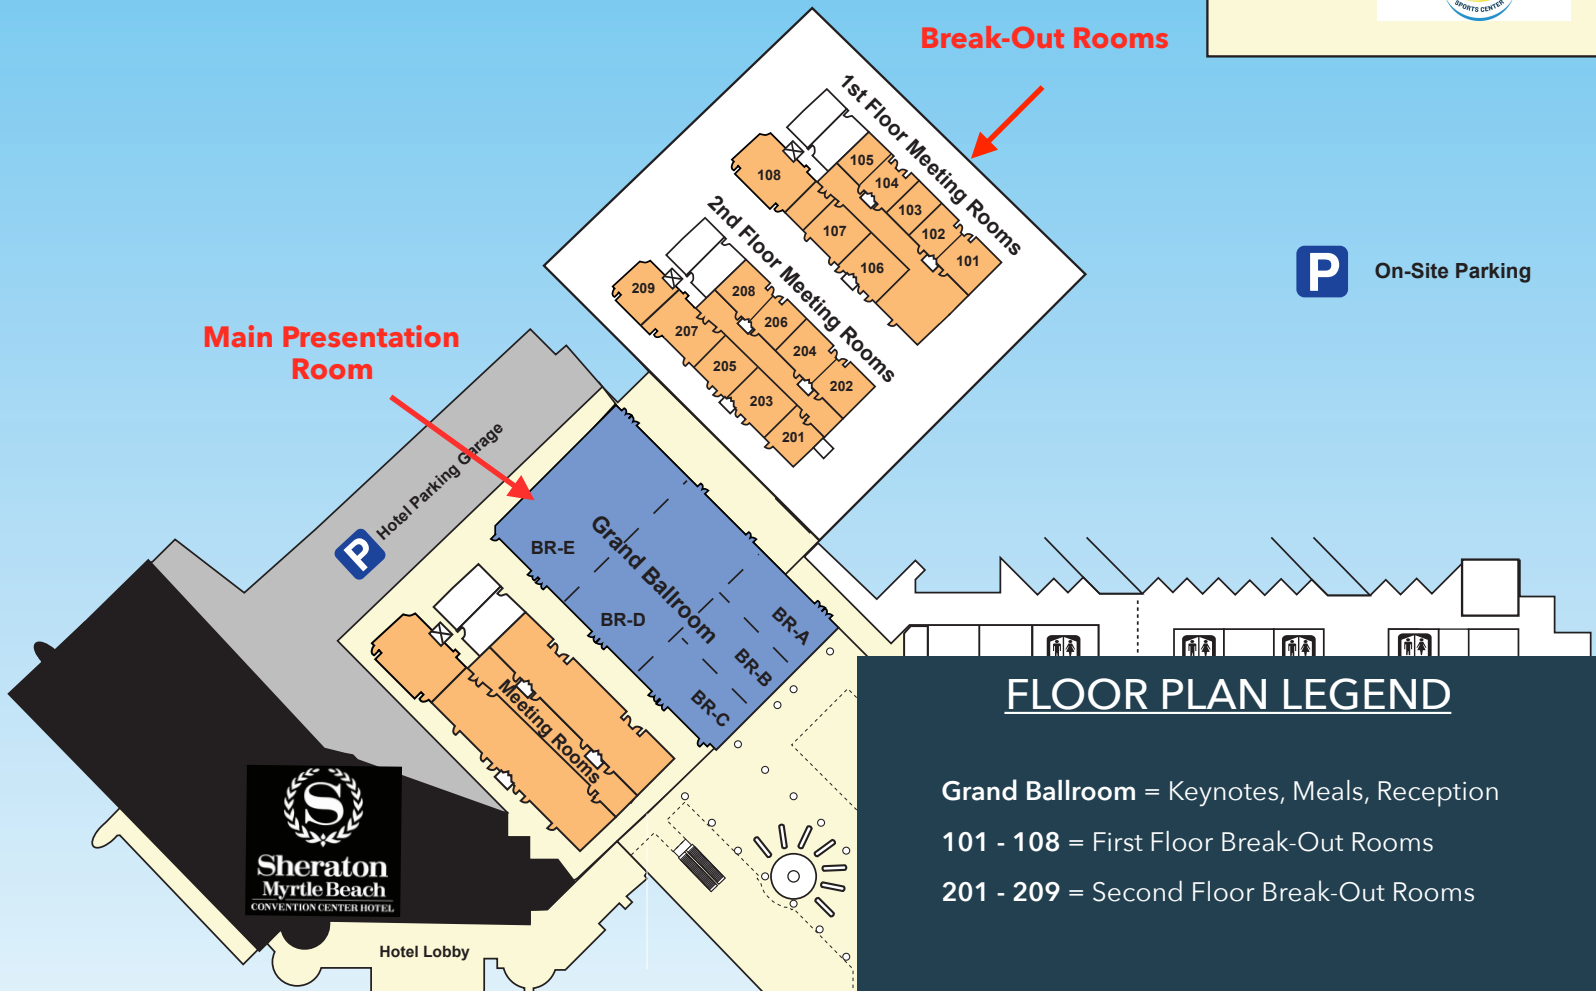 SPORTS CENTER
Break-Out Rooms
1st Floor Meeting Rooms
105
104
103
102
101
108
107
106
2nd Floor Meeting Rooms
208
206
204
202
209
207
205
203
201
P
On-Site Parking
Main Presentation
Room
P
Hotel Parking Garage
Grand Ballroom
BR-E
BR-D
BR-A
BR-B
BR-C
Meeting Rooms
S
Sheraton
Myrtle Beach
CONVENTION CENTER HOTEL
Hotel Lobby
FLOOR PLAN LEGEND
Grand Ballroom = Keynotes, Meals, Reception
101 - 108 = First Floor Break-Out Rooms
201 - 209 = Second Floor Break-Out Rooms